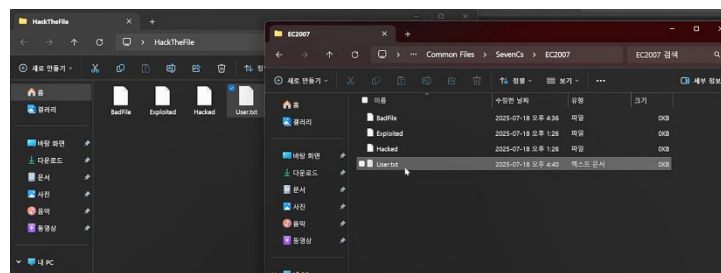 HackTheFile
HackTheFile
새로 만들기
홈
갤러리
바탕 화면
다운로드
문서
사진
음악
동영상
내 PC
BadFile
Exploited
Hacked
User.txt
EC2007
Common Files
SevenCs
EC2007
EC2007 검색
새로 만들기
정렬
보기
세부 정보
홈
갤러리
바탕 화면
다운로드
문서
사진
음악
동영상
이름 수정한 날짜 유형 크기
BadFile 2025-07-18 오후 4:36 파일 0KB
Exploited 2025-07-18 오후 1:26 파일 0KB
Hacked 2025-07-18 오후 1:26 파일 0KB
User.txt 2025-07-18 오후 4:40 텍스트 문서 0KB